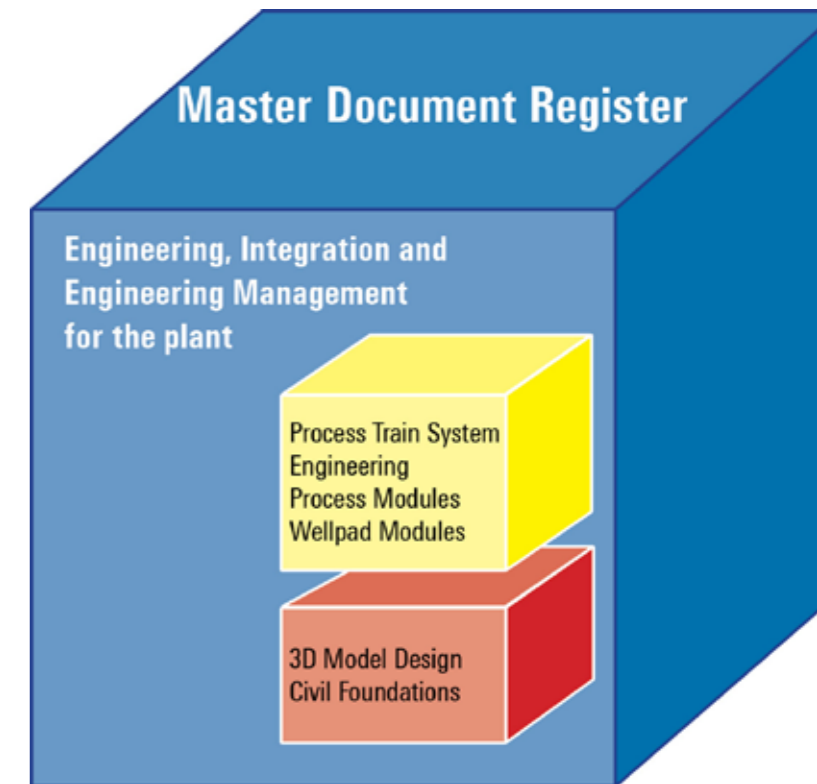 Master Document Register
Engineering, Integration and
Engineering Management
for the plant
Process Train System
Engineering
Process Modules
Wellpad Modules
3D Model Design
Civil Foundations